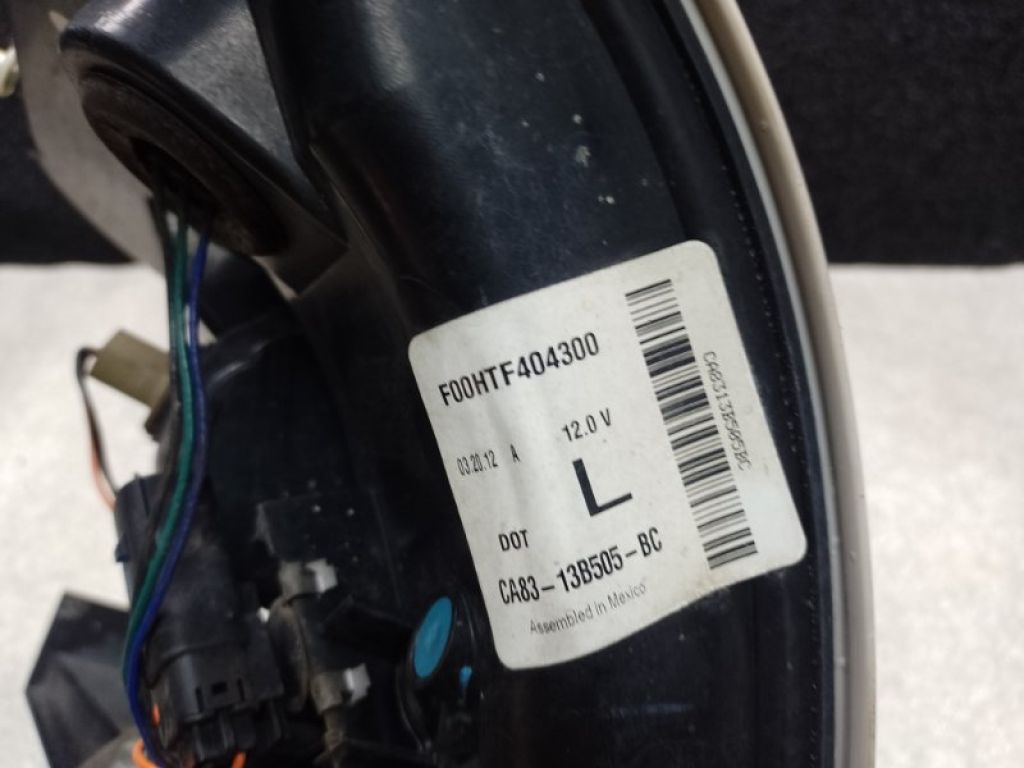 F00HTF404300
03.20.12 A 12.0 V
L
DOT
CA83-13B505-BC
Assembled in Mexico
CA8313B505BC